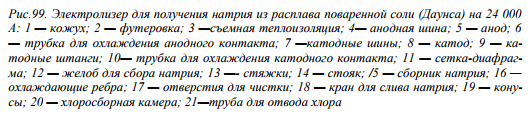 Рис.99. Электролизер для получения натрия из расплава поваренной соли (Даунса) на 24 000
А: 1 — кожух; 2 — футеровка; 3 —съемная теплоизоляция; 4— анодная шина; 5 — анод; 6
— трубка для охлаждения анодного контакта; 7 —катодные шины; 8 — катод; 9 — ка-
тодные штанги; 10— трубка для охлаждения катодного контакта; 11 — сетка-диафраг-
ма; 12 — желоб для сбора натрия; 13 —- стяжки; 14 — стояк; /5 — сборник натрия; 16 —
охлаждающие ребра; 17 — отверстия для чистки; 18 — кран для слива натрия; 19 — кону-
сы; 20 — хлоросборная камера; 21—труба для отвода хлора